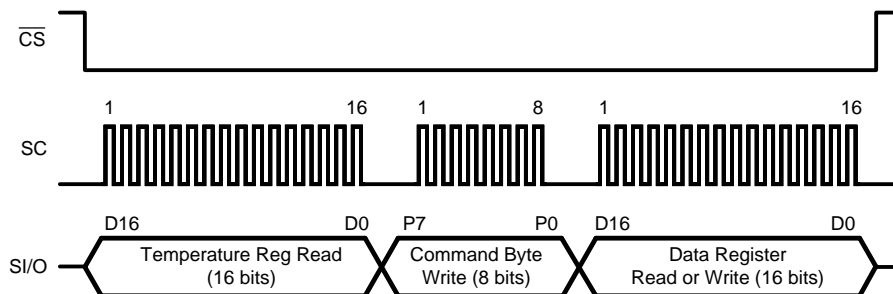 CS
1 16 1 8 1 16
SC
D16 D0 P7 P0 D16 D0
SI/O
Temperature Reg Read Command Byte Data Register
(16 bits) Write (8 bits) Read or Write (16 bits)